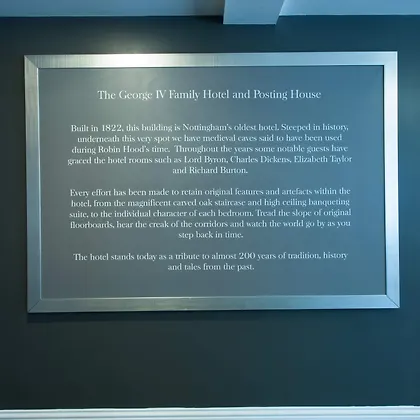 The George IV Family Hotel and Posting House
Built in 1822, this building is Nottingham's oldest hotel. Steeped in history,
underneath this very spot we have medieval caves said to have been used
during Robin Hood's time. Throughout the years some notable guests have
graced the hotel rooms such as Lord Byron, Charles Dickens, Elizabeth Taylor
and Richard Burton.
Every effort has been made to retain original features and artefacts within the
hotel, from the magnificent carved oak staircase and high ceiling banqueting
suite, to the individual character of each bedroom. Tread the slope of original
floorboards, hear the creak of the corridors and watch the world go by as you
step back in time.
The hotel stands today as a tribute to almost 200 years of tradition, history
and tales from the past.